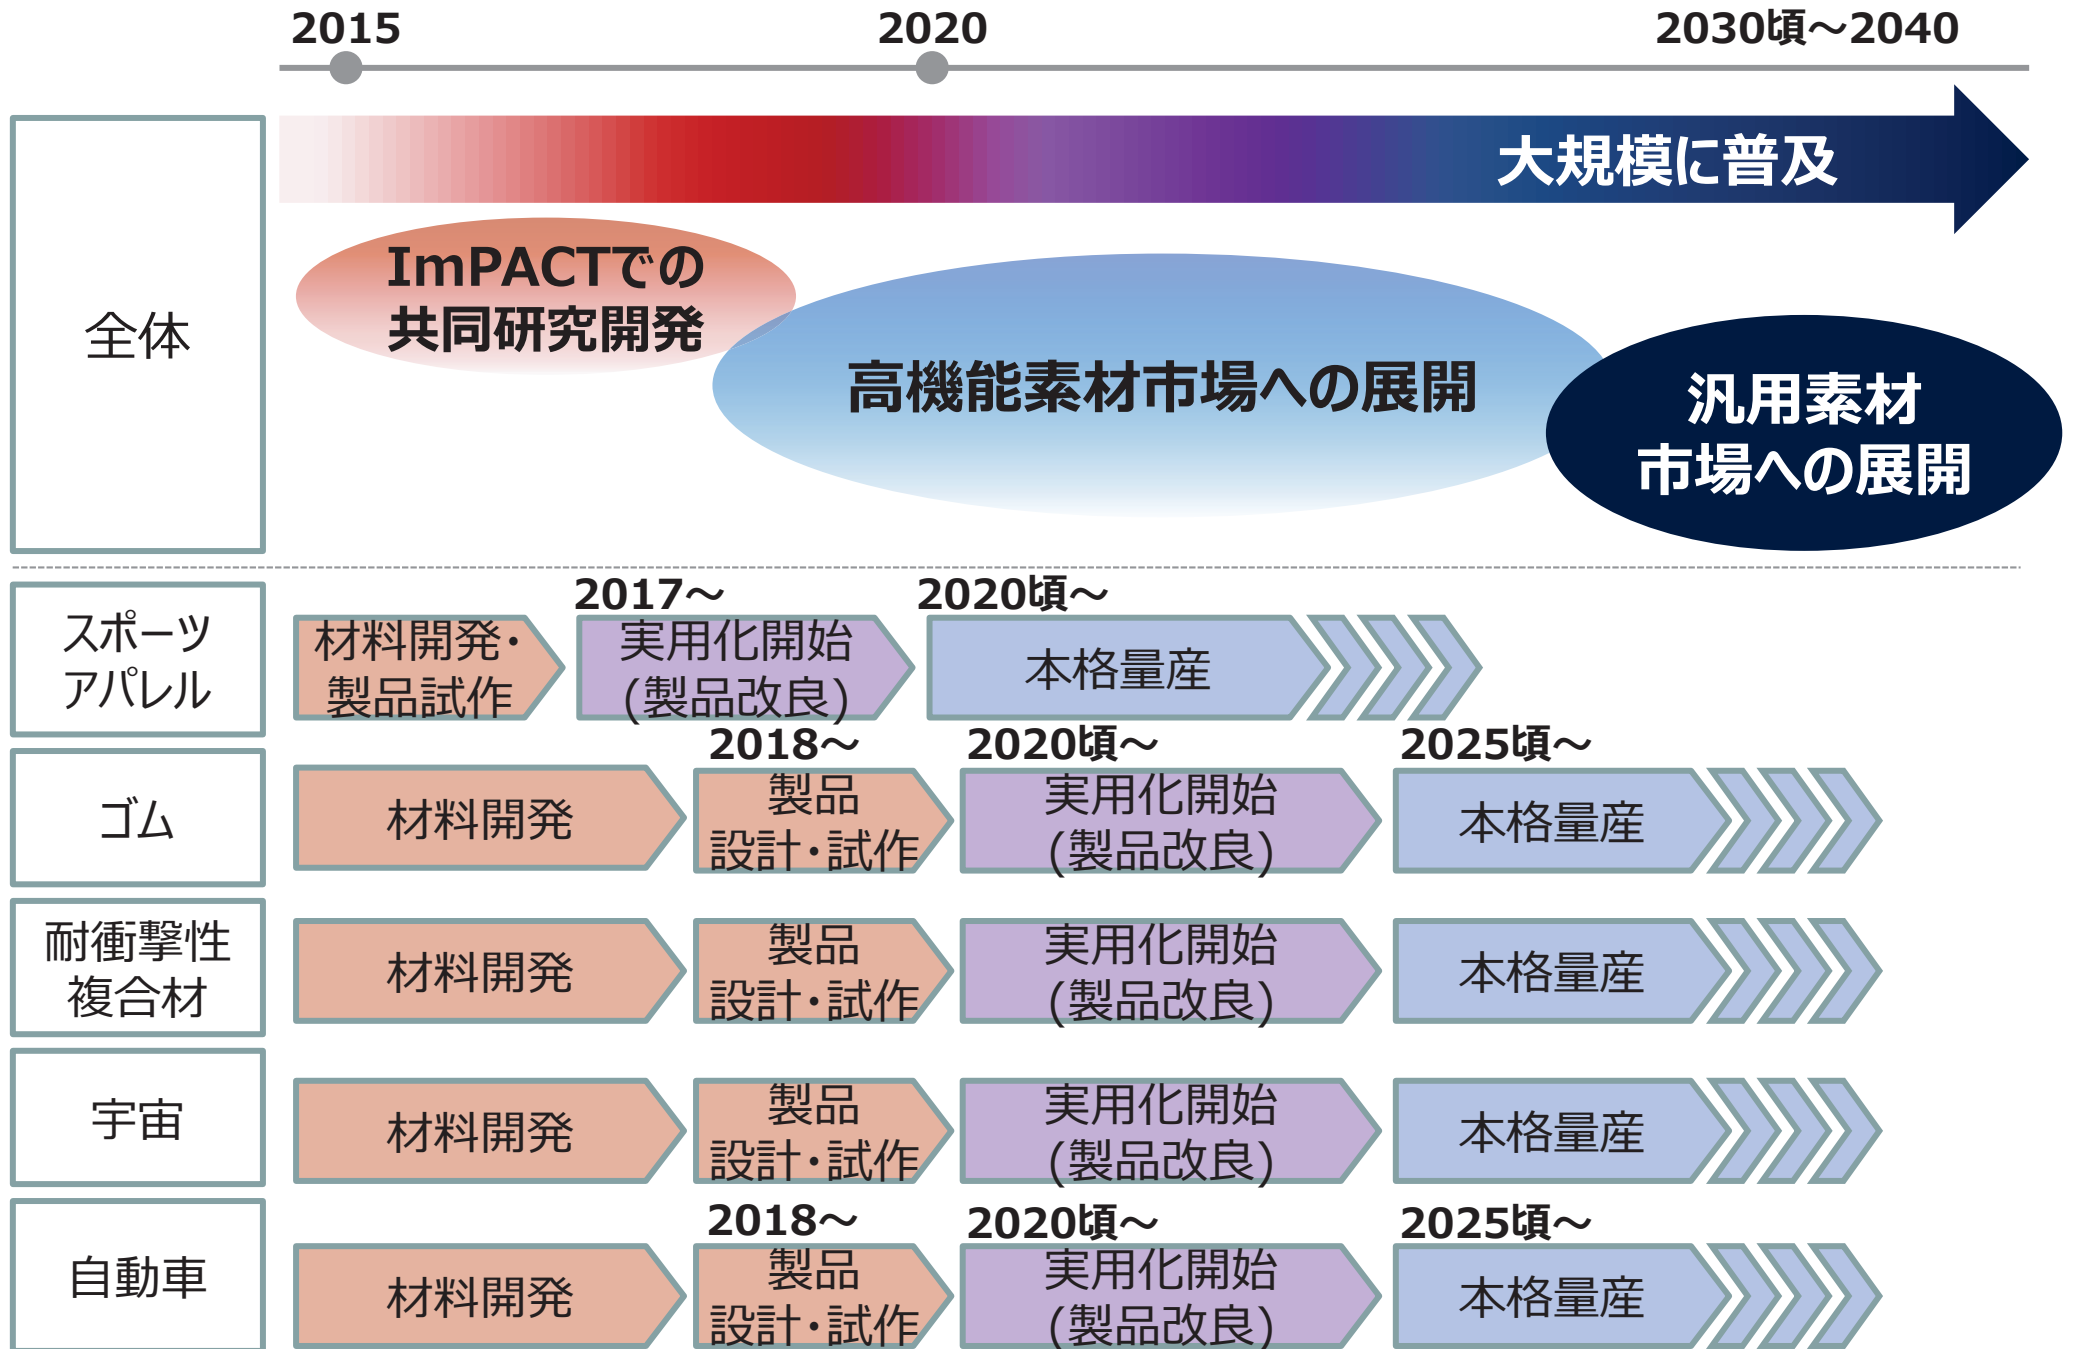 2015
2020
2030頃～2040
大規模に普及
全体
ImPACTでの
共同研究開発
高機能素材市場への展開
汎用素材
市場への展開
スポーツ
アパレル
2017～
2020頃～
材料開発・
製品試作
実用化開始
(製品改良)
本格量産
ゴム
2018～
2020頃～
2025頃～
材料開発
製品
設計・試作
実用化開始
(製品改良)
本格量産
耐衝撃性
複合材
材料開発
製品
設計・試作
実用化開始
(製品改良)
本格量産
宇宙
材料開発
製品
設計・試作
実用化開始
(製品改良)
本格量産
自動車
2018～
2020頃～
2025頃～
材料開発
製品
設計・試作
実用化開始
(製品改良)
本格量産